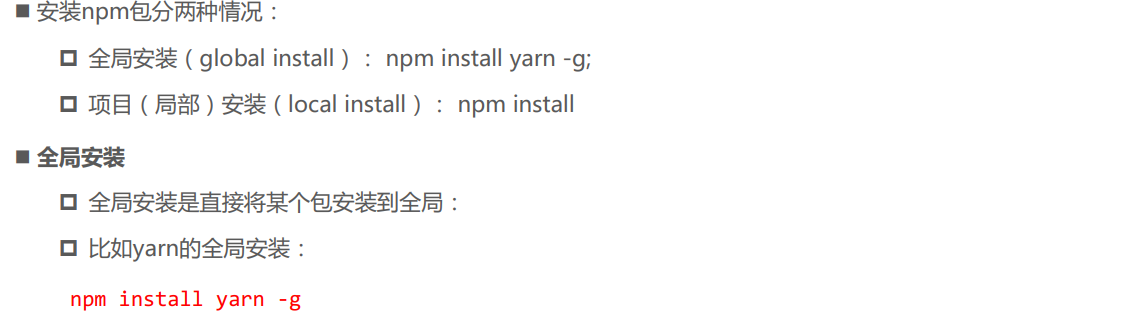 ■ 安装npm包分两种情况：
全局安装（global install）： npm install yarn -g;
项目（局部）安装（local install）： npm install
■ 全局安装
全局安装是直接将某个包安装到全局：
比如yarn的全局安装：
npm install yarn -g